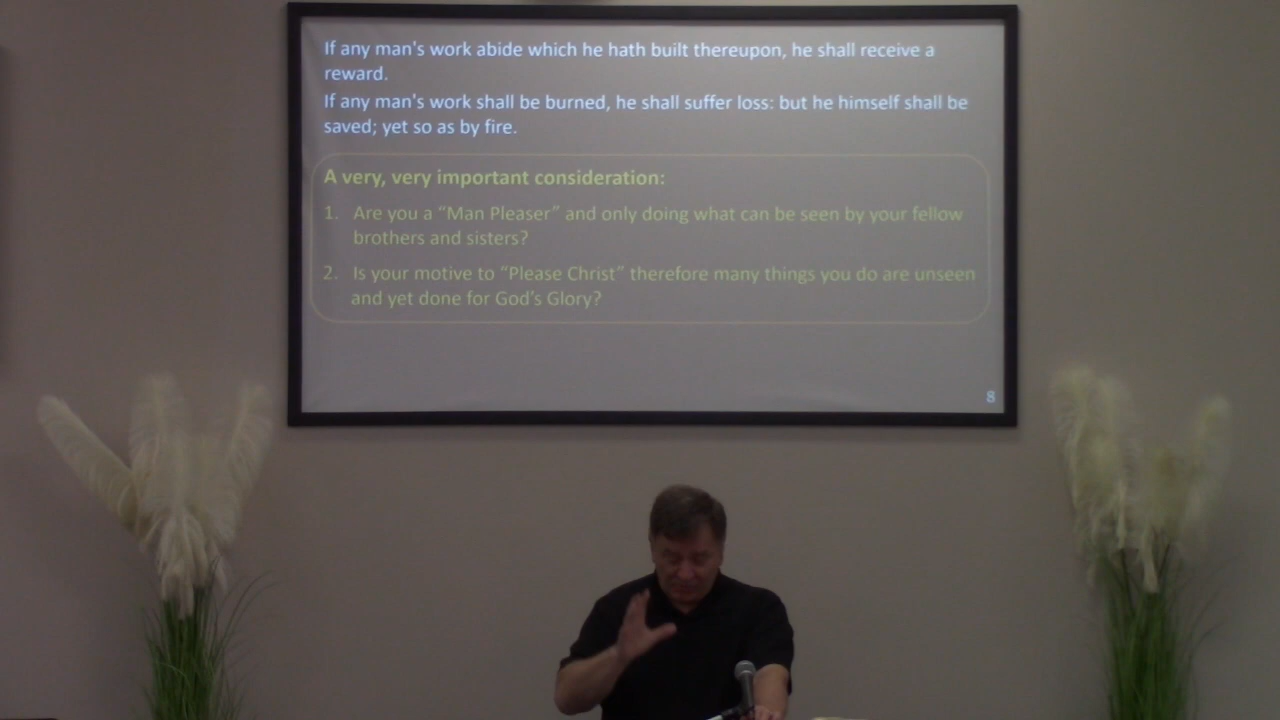 If any man's work abide which he hath built thereupon, he shall receive a
reward.
If any man's work shall be burned, he shall suffer loss: but he himself shall be
saved; yet so as by fire.
A very, very important consideration:
1. Are you a “Man Pleaser” and only doing what can be seen by your fellow
brothers and sisters?
2. Is your motive to “Please Christ” therefore many things you do are unseen
and yet done for God’s Glory?
8